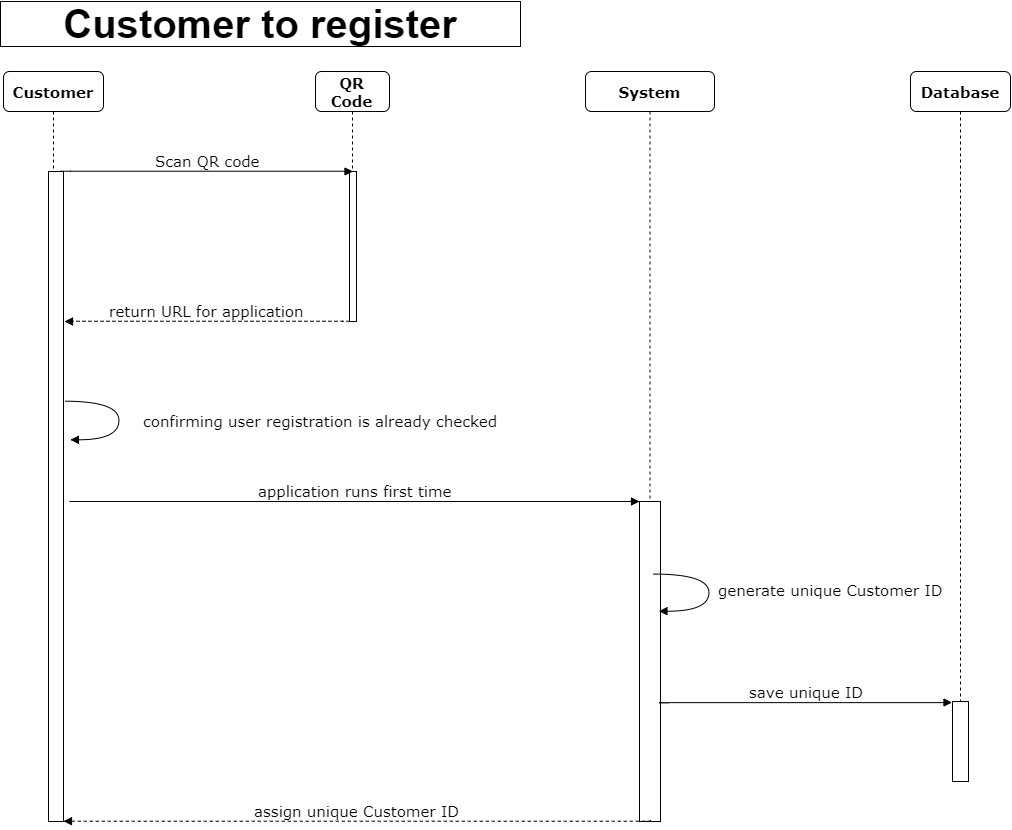 Customer to register
Customer
QR
Code
System
Database
Scan QR code
return URL for application
confirming user registration is already checked
application runs first time
generate unique Customer ID
save unique ID
assign unique Customer ID